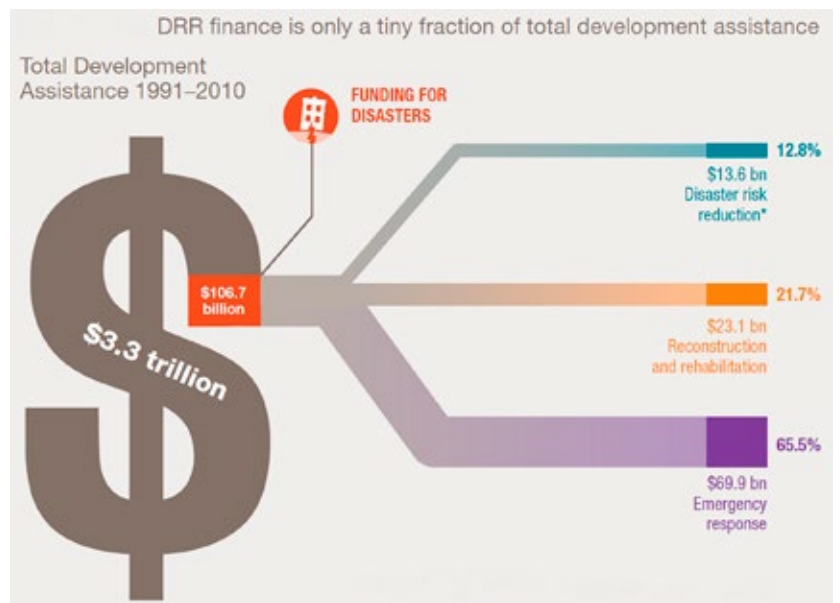 DRR finance is only a tiny fraction of total development assistance
Total Development
Assistance 1991–2010
FUNDING FOR
DISASTERS
12.8%
$13.6 bn
Disaster risk
reduction*
$106.7
billion
21.7%
$23.1 bn
Reconstruction
and rehabilitation
$3.3 trillion
65.5%
$69.9 bn
Emergency
response